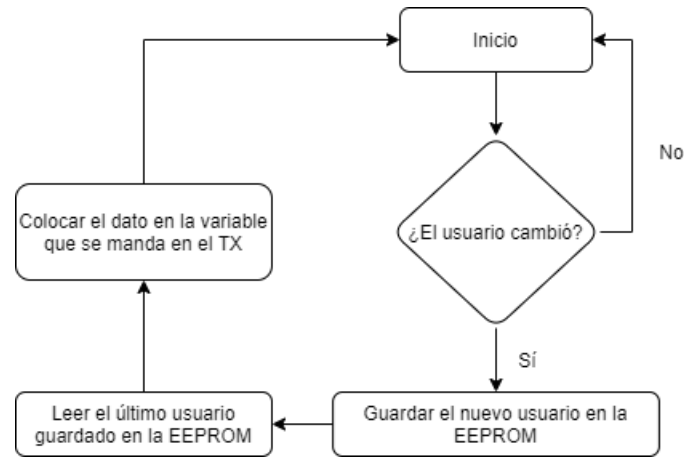 Inicio
No
¿El usuario cambió?
Sí
Guardar el nuevo usuario en la
EEPROM
Leer el último usuario
guardado en la EEPROM
Colocar el dato en la variable
que se manda en el TX